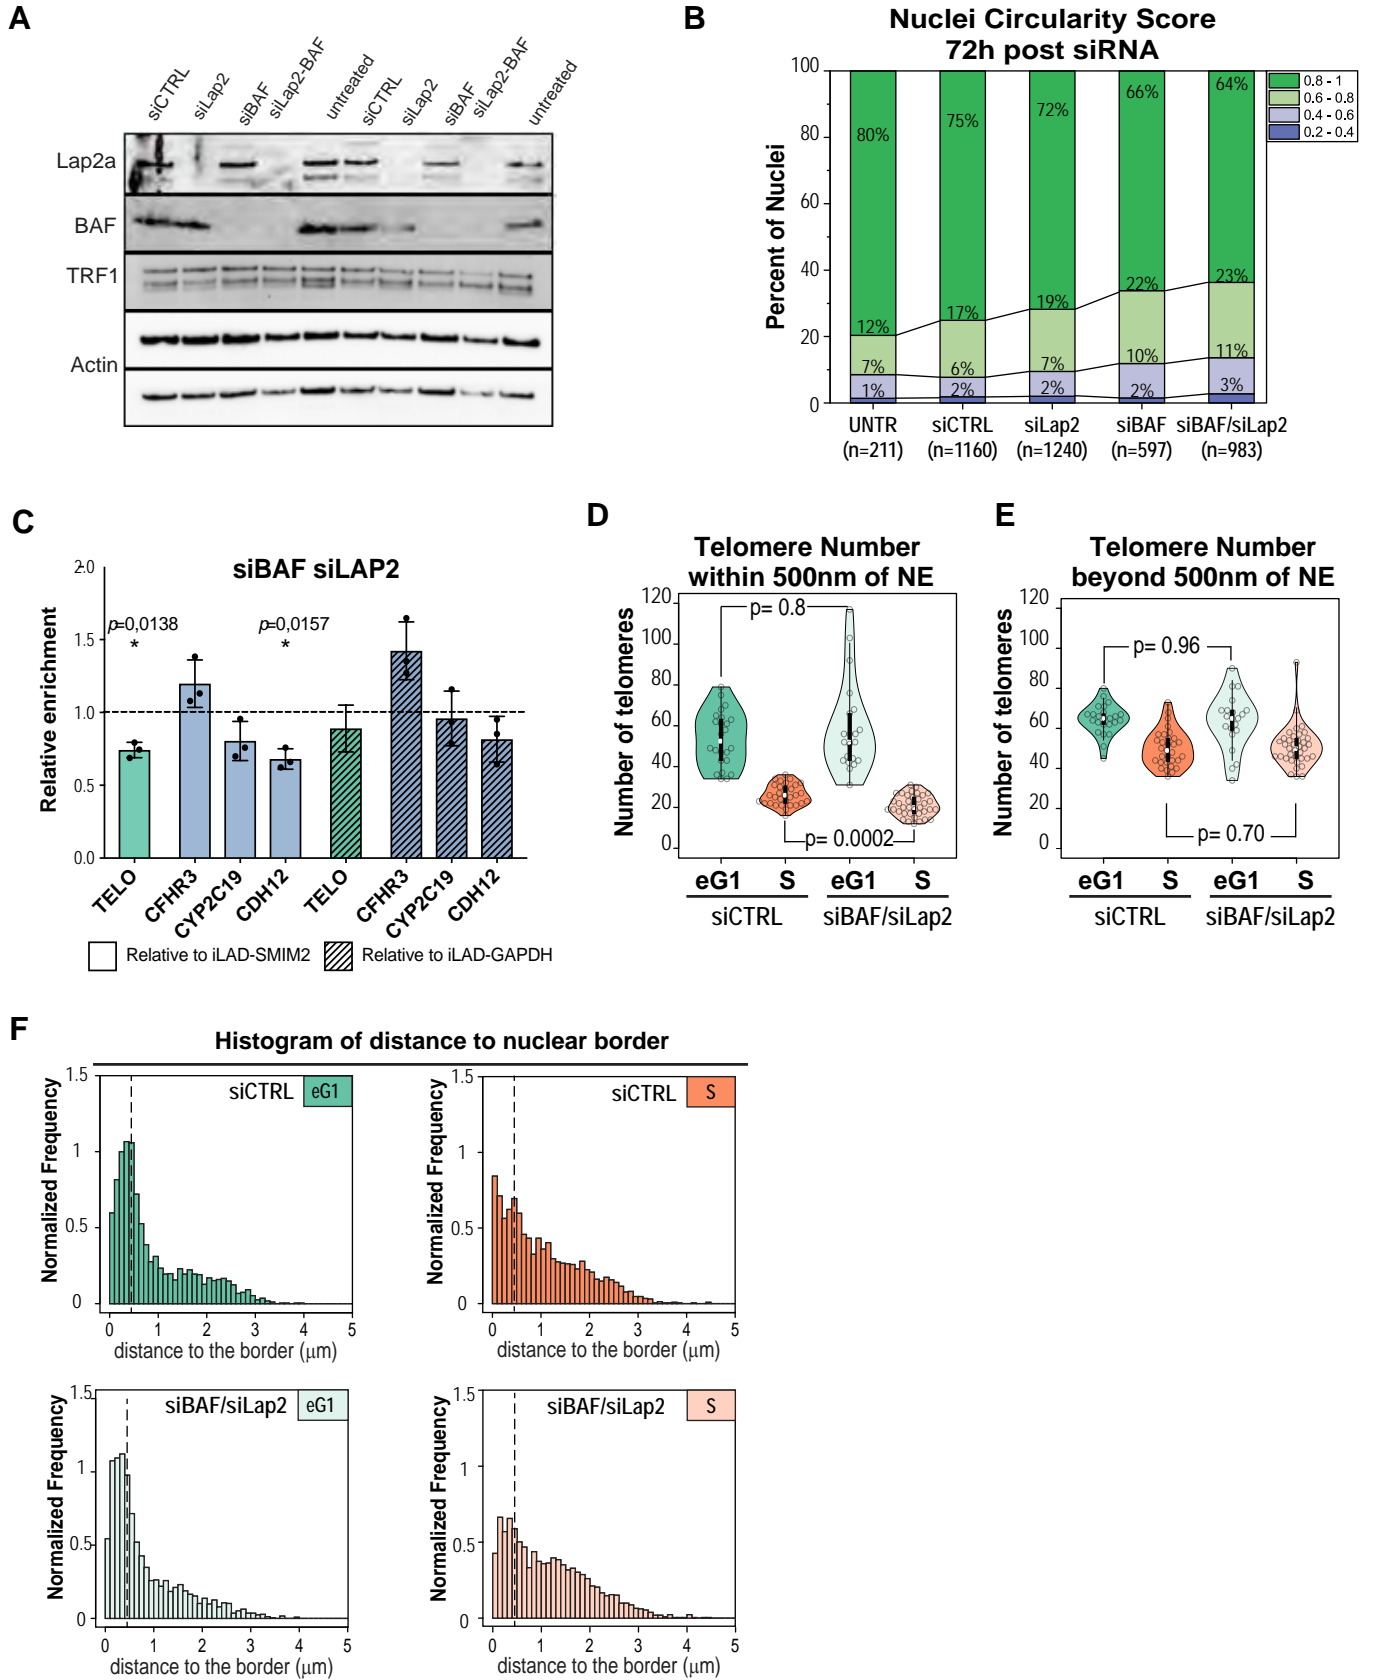 A
siCTRL
siLap2
siBAF
siLap2-BAF
untreated
siCTRL
siLap2
siBAF
siLap2-BAF
untreated
Lap2a
BAF
TRF1
Actin
B
Nuclei Circularity Score
72h post siRNA
Percent of Nuclei
100
80
60
40
20
0
80%
12%
7%
1%
75%
17%
6%
2%
72%
19%
7%
2%
66%
22%
10%
2%
64%
23%
11%
3%
0.8 - 1
0.6 - 0.8
0.4 - 0.6
0.2 - 0.4
UNTR
(n=211)
siCTRL
(n=1160)
siLap2
(n=1240)
siBAF
(n=597)
siBAF/siLap2
(n=983)
C
siBAF siLAP2
Relative enrichment
2.0
1.5
1.0
0.5
0.0
p=0,0138
*
p=0,0157
*
TELO
CFHR3
CYP2C19
CDH12
TELO
CFHR3
CYP2C19
CDH12
Relative to iLAD-SMIM2
Relative to iLAD-GAPDH
D
Telomere Number
within 500nm of NE
Number of telomeres
120
100
80
60
40
20
0
p= 0.8
p= 0.0002
eG1
S
eG1
S
siCTRL
siBAF/siLap2
E
Telomere Number
beyond 500nm of NE
Number of telomeres
120
100
80
60
40
20
0
p= 0.96
p= 0.70
eG1
S
eG1
S
siCTRL
siBAF/siLap2
F
Histogram of distance to nuclear border
siCTRL eG1
Normalized Frequency
1.5
1
0.5
0
0 1 2 3 4 5
distance to the border (μm)
siCTRL S
Normalized Frequency
1.5
1
0.5
0
0 1 2 3 4 5
distance to the border (μm)
siBAF/siLap2 eG1
Normalized Frequency
1.5
1
0.5
0
0 1 2 3 4 5
distance to the border (μm)
siBAF/siLap2 S
Normalized Frequency
1.5
1
0.5
0
0 1 2 3 4 5
distance to the border (μm)